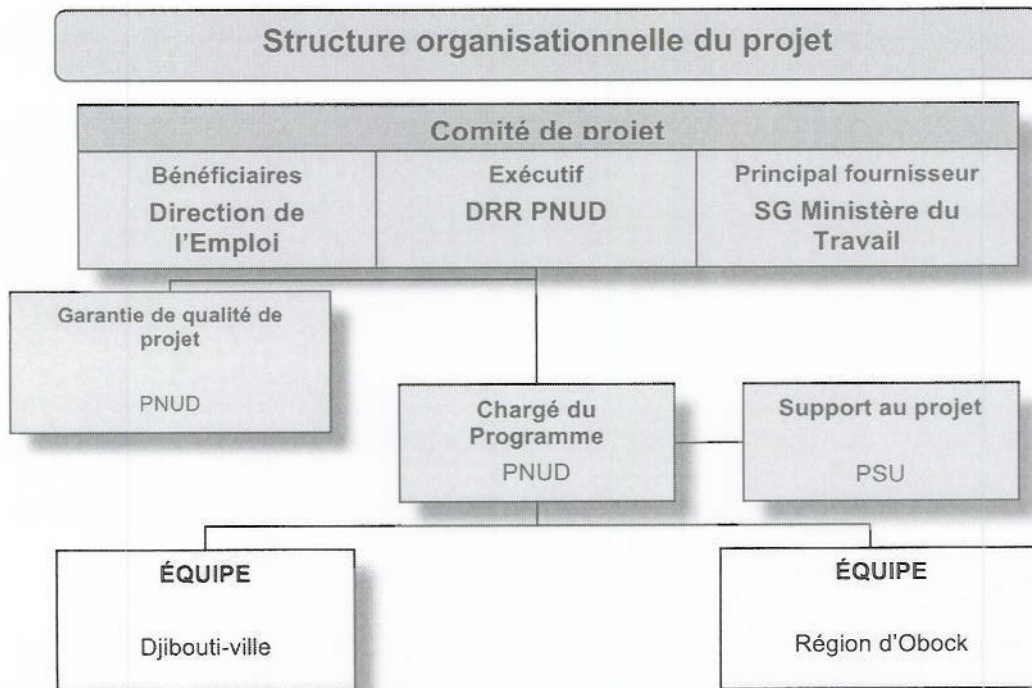 Structure organisationnelle du projet
Comité de projet
Bénéficiaires
Direction de
l'Emploi
Exécutif
DRR PNUD
Principal fournisseur
SG Ministère du
Travail
Garantie de qualité de
projet
PNUD
Chargé du
Programme
PNUD
Support au projet
PSU
ÉQUIPE
Djibouti-ville
ÉQUIPE
Région d'Obock